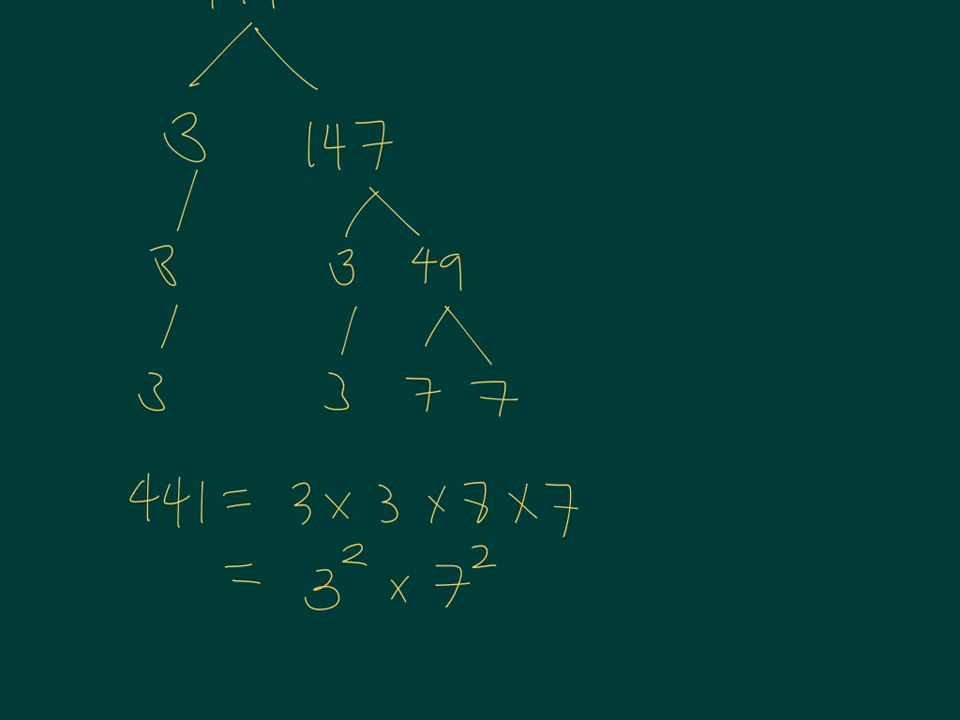 3 147
3 3 49
3 3 7 7
441 = 3 × 3 × 7 × 7
= 3² × 7²